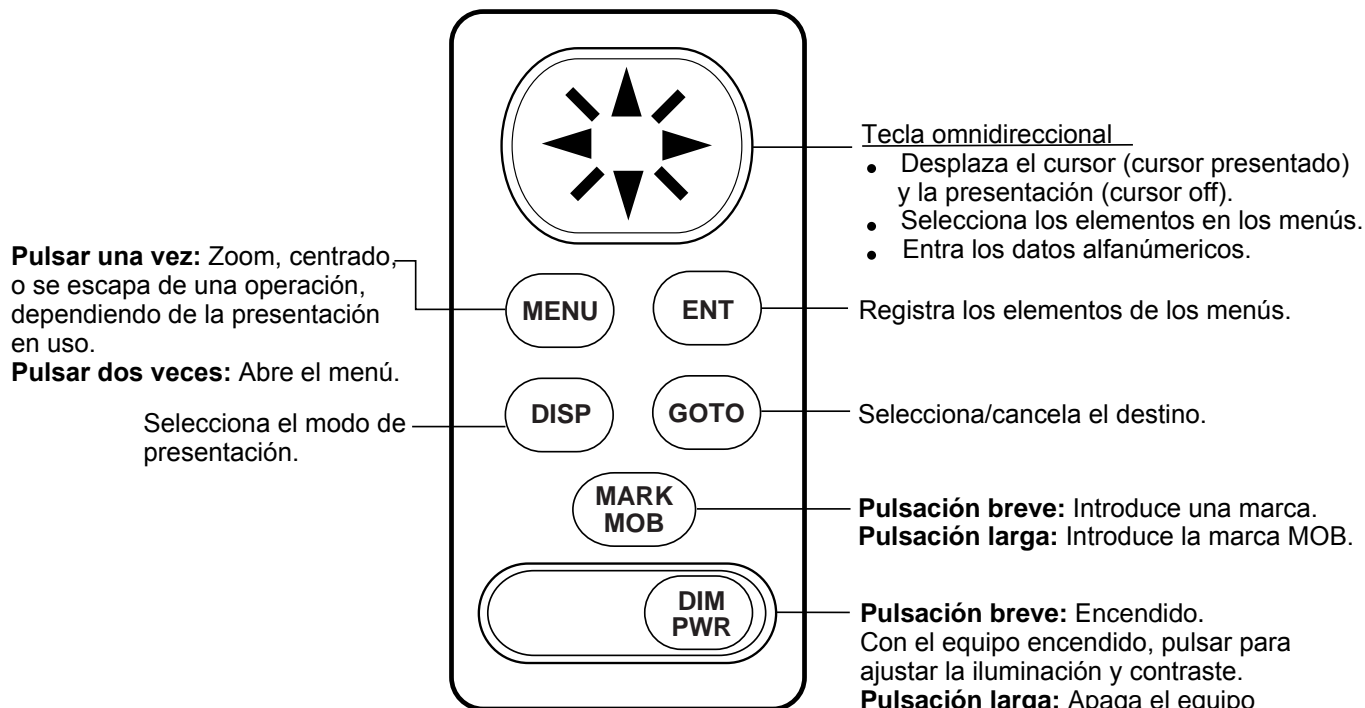 Tecla omnidireccional
• Desplaza el cursor (cursor presentado)
y la presentación (cursor off).
• Selecciona los elementos en los menús.
• Entra los datos alfanúmericos.
Pulsar una vez: Zoom, centrado,
o se escapa de una operación,
dependiendo de la presentación
en uso.
Pulsar dos veces: Abre el menú.
MENU
ENT
Registra los elementos de los menús.
Selecciona el modo de
presentación.
DISP
GOTO
Selecciona/cancela el destino.
MARK
MOB
Pulsación breve: Introduce una marca.
Pulsación larga: Introduce la marca MOB.
DIM
PWR
Pulsación breve: Encendido.
Con el equipo encendido, pulsar para
ajustar la iluminación y contraste.
Pulsación larga: Apaga el equipo